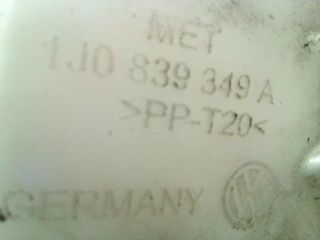 MET
1J0 839 349 A
>PP-T20<
GERMANY